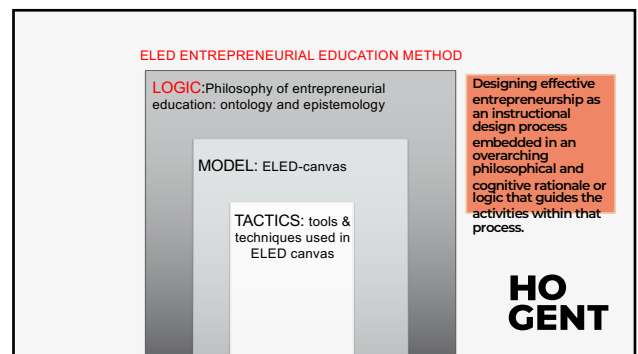 ELED ENTREPRENEURIAL EDUCATION METHOD
LOGIC:Philosophy of entrepreneurial
education: ontology and epistemology
MODEL: ELED-canvas
TACTICS: tools &
techniques used in
ELED canvas
Designing effective
entrepreneurship as
an instructional
design process
embedded in an
overarching
philosophical and
cognitive rationale or
logic that guides the
activities within that
process.
HO
GENT